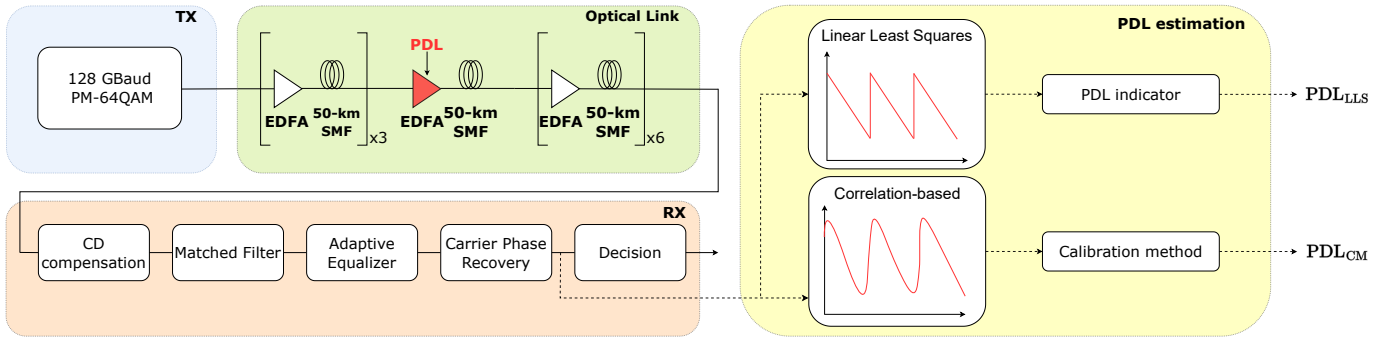 TX
128 GBaud
PM-64QAM
Optical Link
PDL
EDFA
50-km
SMF
x3
EDFA
50-km
SMF
EDFA
50-km
SMF
x6
RX
CD
compensation
Matched Filter
Adaptive
Equalizer
Carrier Phase
Recovery
Decision
PDL estimation
Linear Least Squares
PDL indicator
PDL_LLS
Correlation-based
Calibration method
PDL_CM